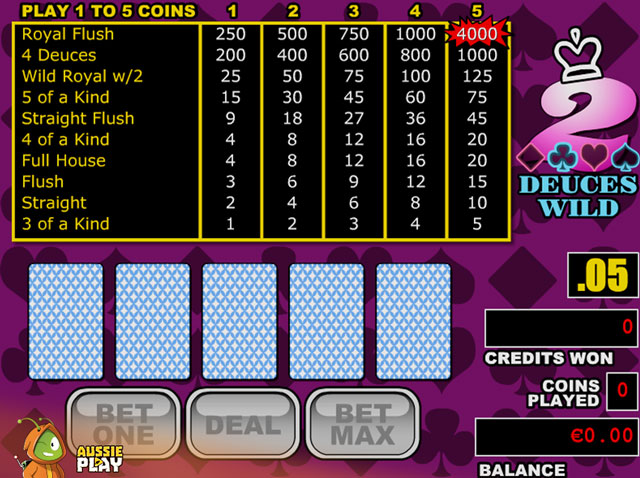 PLAY 1 TO 5 COINS 1 2 3 4 5
Royal Flush 250 500 750 1000 4000
4 Deuces 200 400 600 800 1000
Wild Royal w/2 25 50 75 100 125
5 of a Kind 15 30 45 60 75
Straight Flush 9 18 27 36 45
4 of a Kind 4 8 12 16 20
Full House 4 8 12 16 20
Flush 3 6 9 12 15
Straight 2 4 6 8 10
3 of a Kind 1 2 3 4 5
2
DEUCES
WILD
.05
0
CREDITS WON
COINS
PLAYED 0
€0.00
BALANCE
BET
ONE
DEAL
BET
MAX
AUSSIE
PLAY